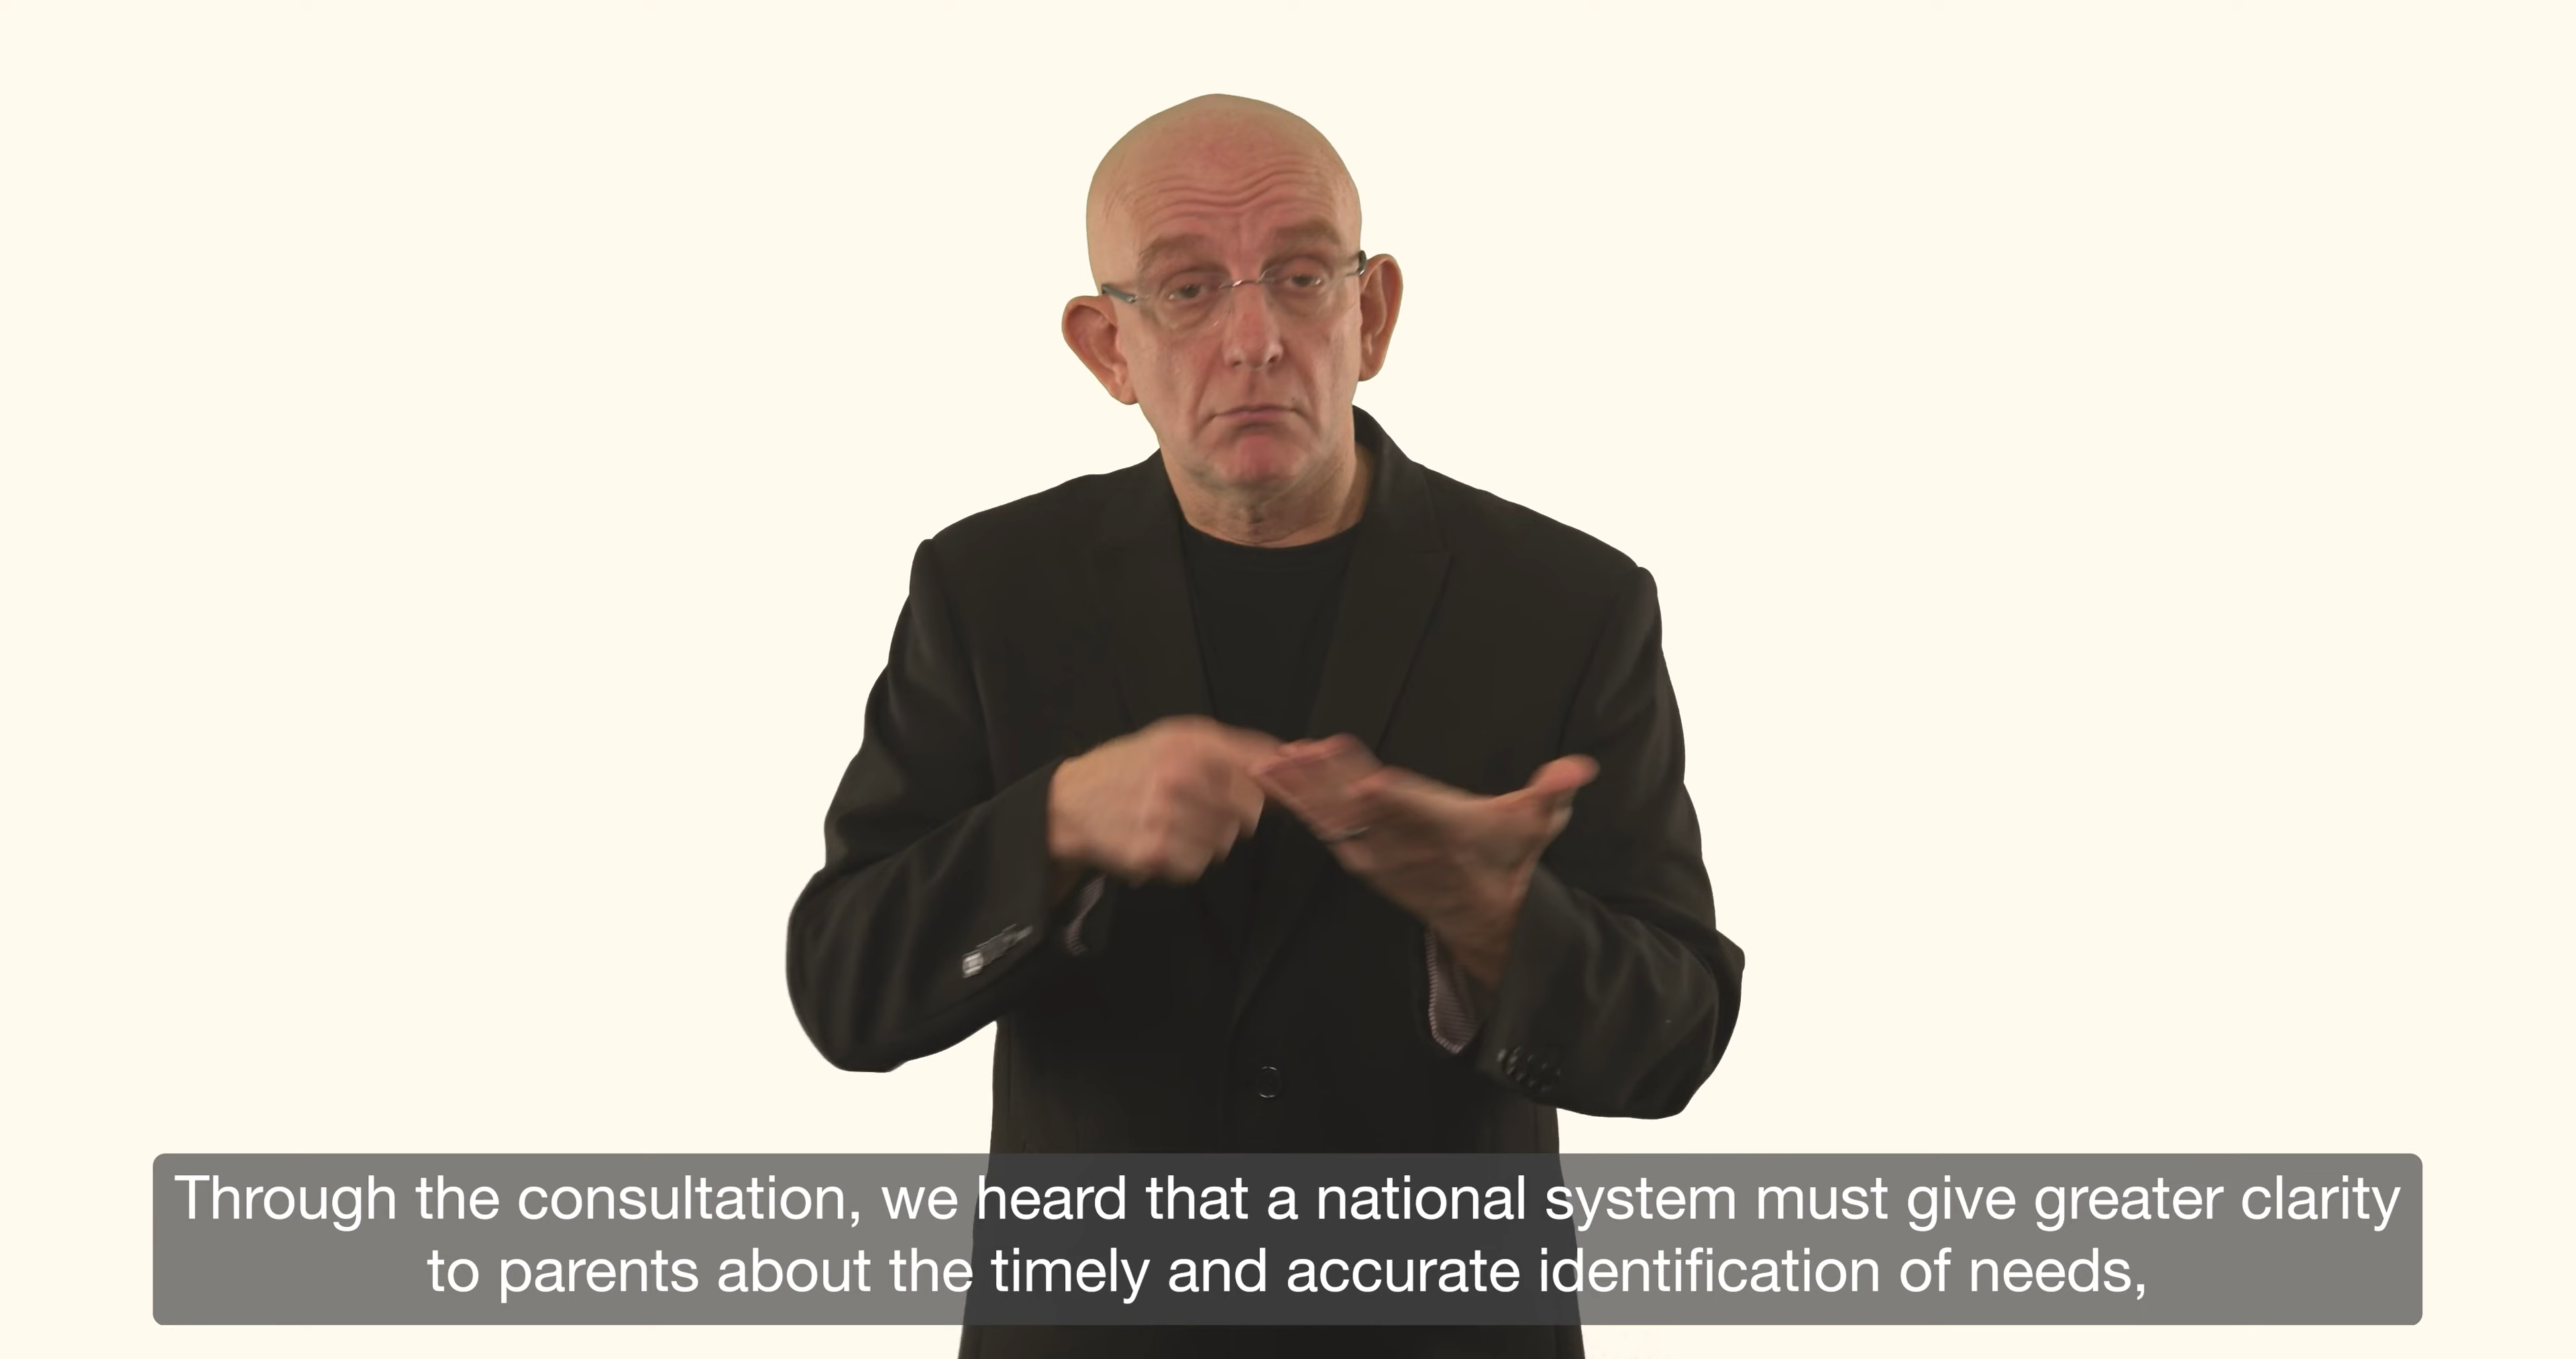 Through the consultation, we heard that a national system must give greater clarity
to parents about the timely and accurate identification of needs,